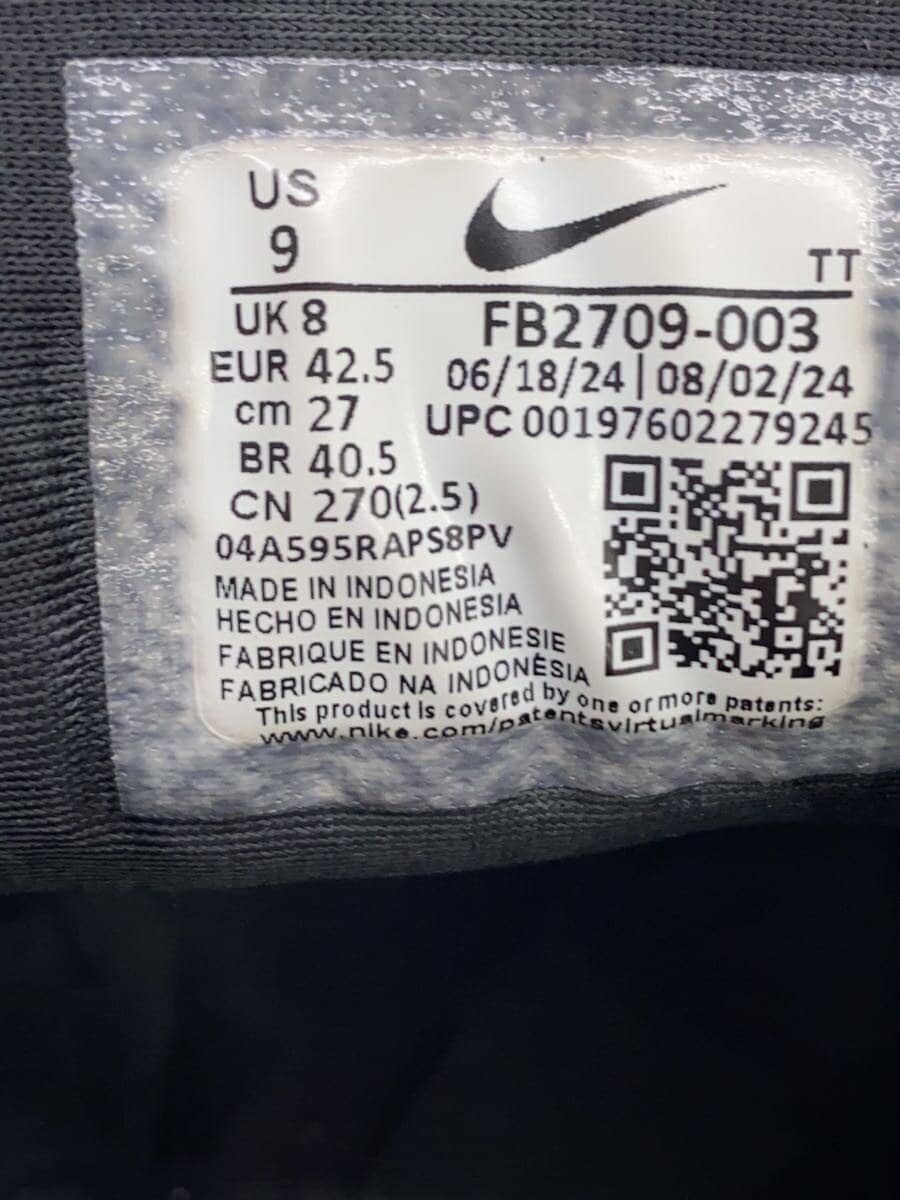 US
9
TT
UK 8
EUR 42.5
cm 27
BR 40.5
CN 270(2.5)
FB2709-003
06/18/24|08/02/24
UPC 00197602279245
04A595RAPS8PV
MADE IN INDONESIA
HECHO EN INDONESIA
FABRIQUE EN INDONESIE
FABRICADO NA INDONÉSIA
This product is covered by one or more patents:
www.nike.com/patentsvirtualmarking